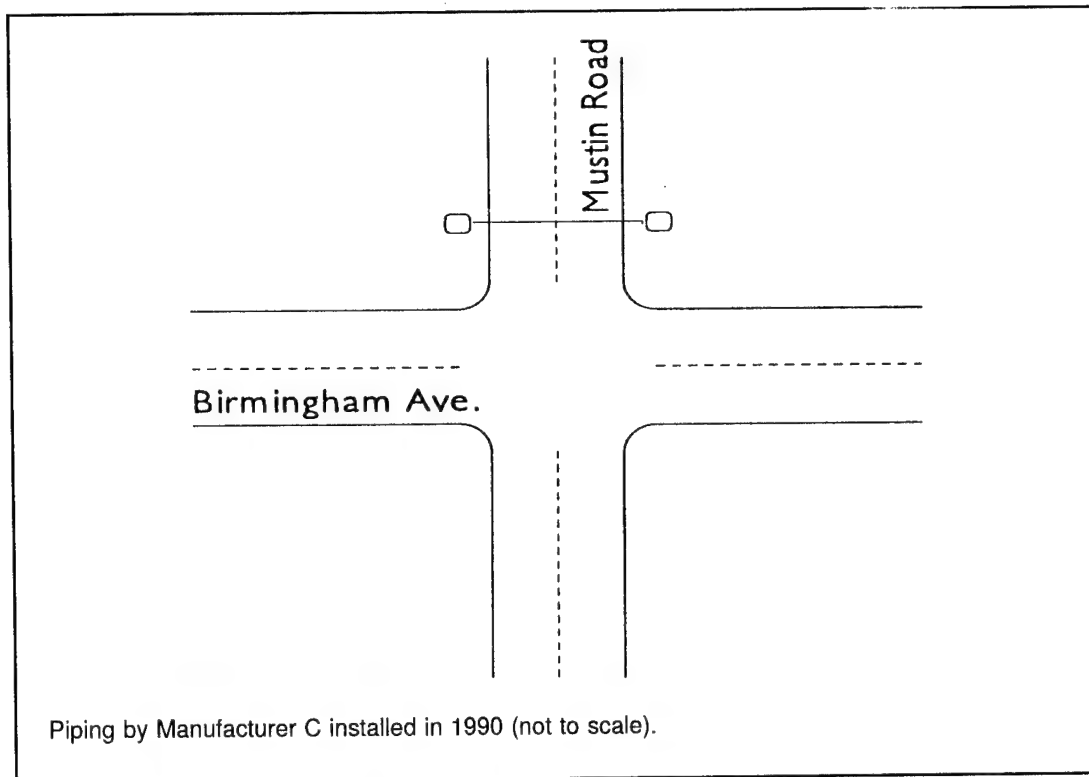 Mustin Road
Birmingham Ave.
Piping by Manufacturer C installed in 1990 (not to scale).